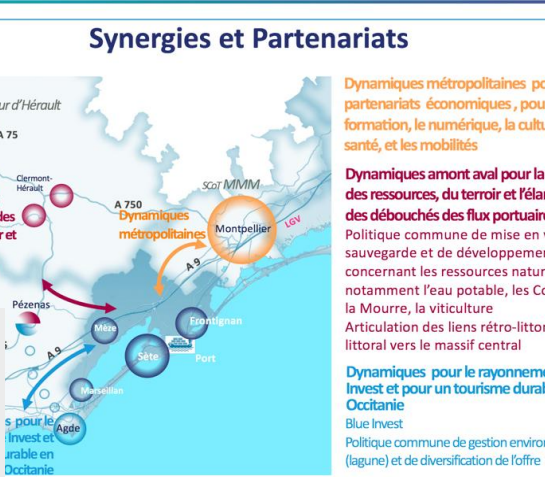 Synergies et Partenariats
ur d'Hérault
A 75
Clermont-
Hérault
des
r et
A 750
SCoT MMM
Dynamiques
métropolitaines
Montpellier
LGV
A 9
Pézenas
Mèze
Frontignan
Sète
Port
A 9
Marseillan
Agde
s pour le
Invest et
urable en
Occitanie
Dynamiques métropolitaines po
partenariats économiques , pou
formation, le numérique, la cultu
santé, et les mobilités
Dynamiques amont aval pour la
des ressources, du terroir et l'élar
des débouchés des flux portuaire
Politique commune de mise en v
sauvegarde et de développemen
concernant les ressources natur
notamment l'eau potable, les Co
la Mourre, la viticulture
Articulation des liens rétro-littor
littoral vers le massif central
Dynamiques pour le rayonneme
Invest et pour un tourisme dural
Occitanie
Blue Invest
Politique commune de gestion enviror
(lagune) et de diversification de l'offre